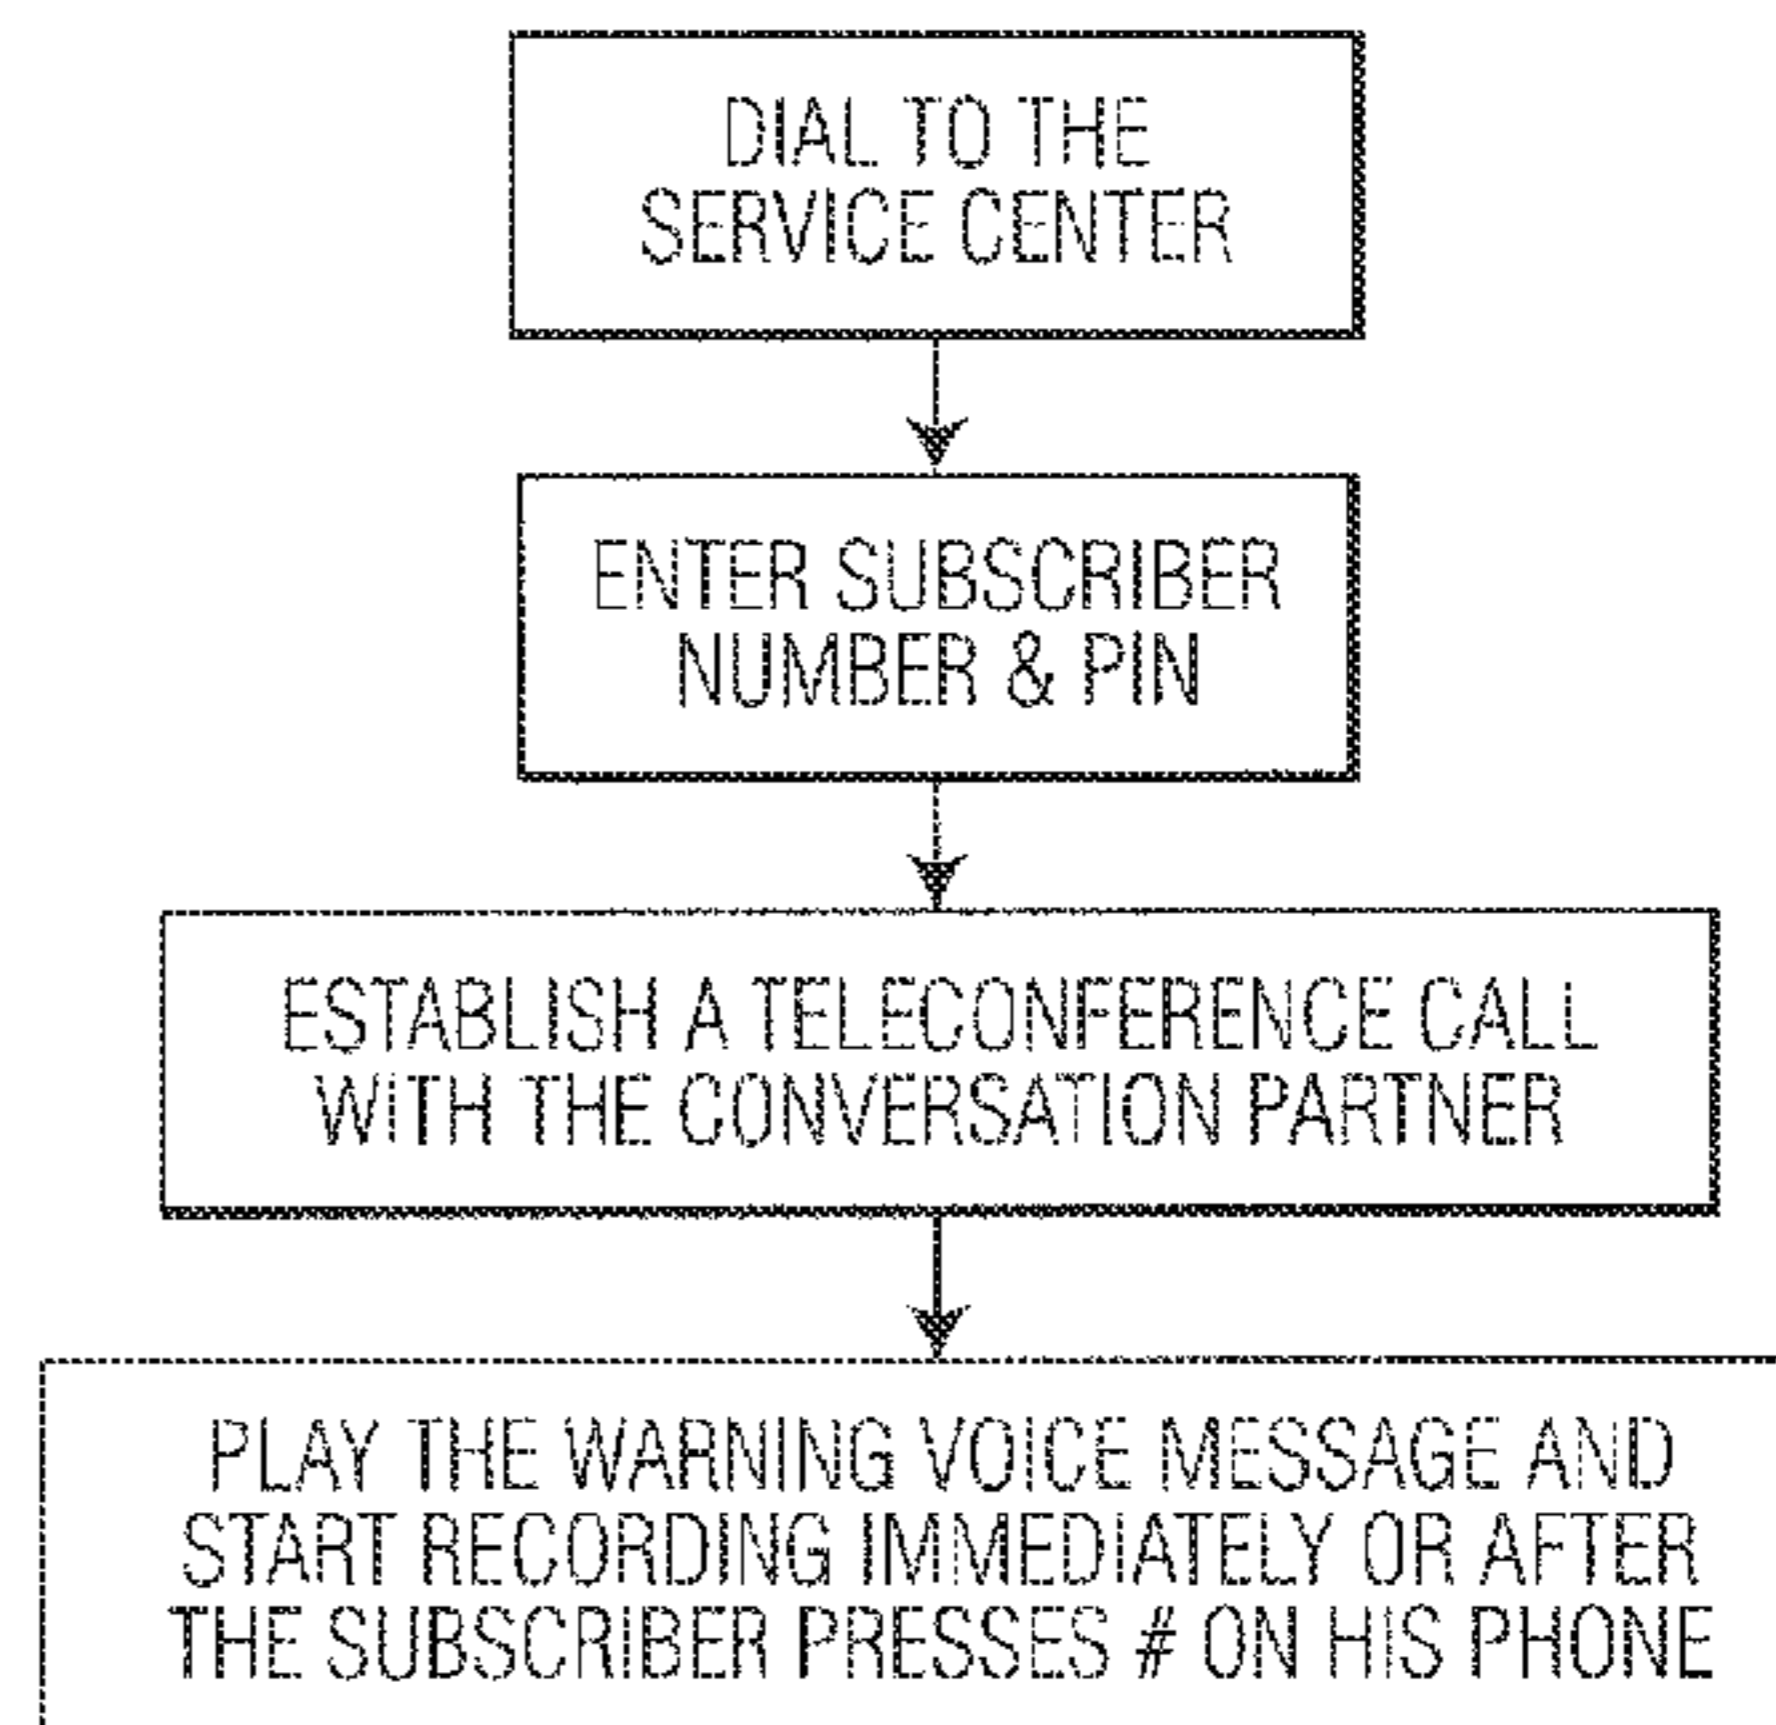 DIAL TO THE
SERVICE CENTER
ENTER SUBSCRIBER
NUMBER & PIN
ESTABLISH A TELECONFERENCE CALL
WITH THE CONVERSATION PARTNER
PLAY THE WARNING VOICE MESSAGE AND
START RECORDING IMMEDIATELY OR AFTER
THE SUBSCRIBER PRESSES # ON HIS PHONE